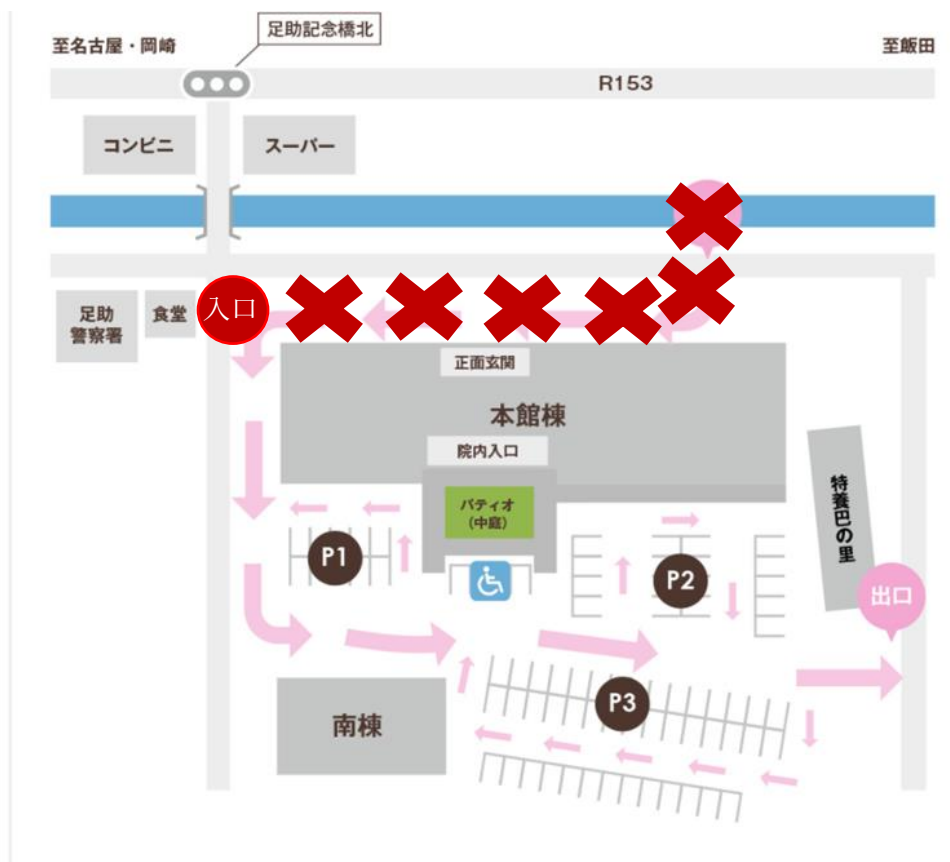 足助記念橋北
至名古屋・岡崎
至飯田
R153
コンビニ
スーパー
入口
足助
警察署
食堂
正面玄関
本館棟
院内入口
パティオ
(中庭)
特養巴の里
P1
P2
出口
P3
南棟